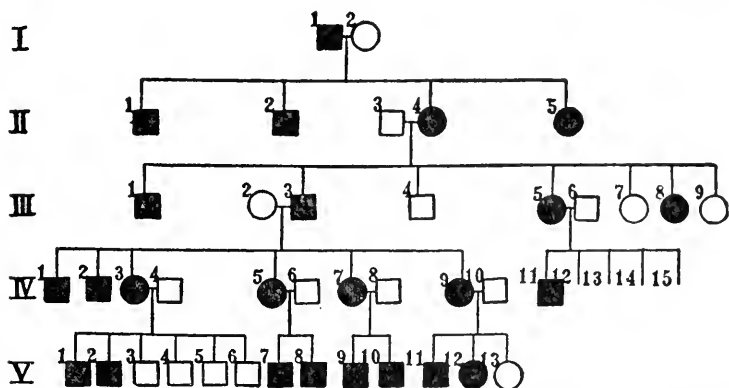 I 1 2
II 1 2 3 4 5
III 1 2 3 4 5 6 7 8 9
IV 1 2 3 4 5 6 7 8 9 10 11 12 13 14 15
V 1 2 3 4 5 6 7 8 9 10 11 12 13